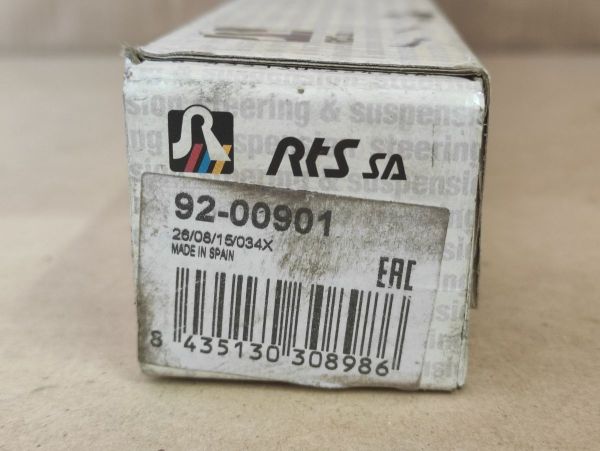 steering & suspension
RTS SA
92-00901
26/08/15/034X
MADE IN SPAIN
EAC
8 435130 308986